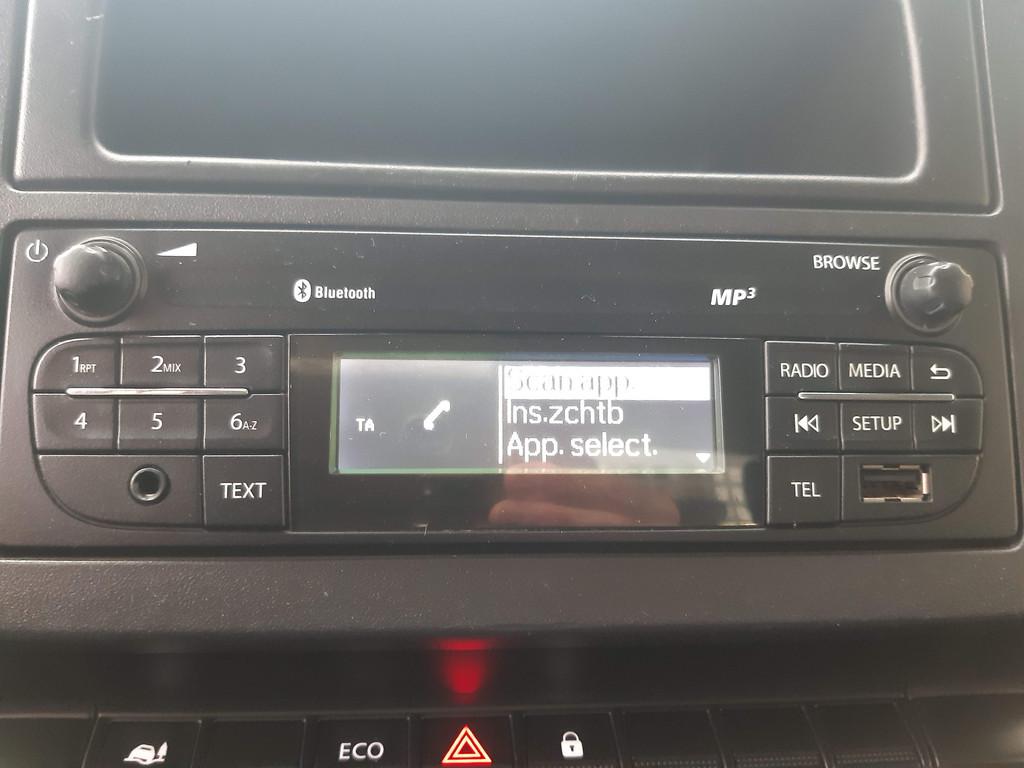 BROWSE
Bluetooth
MP3
1RPT
2MIX
3
4
5
6A-Z
TEXT
TA
Scan app.
Ins.zchtb
App. select.
RADIO
MEDIA
SETUP
TEL
ECO